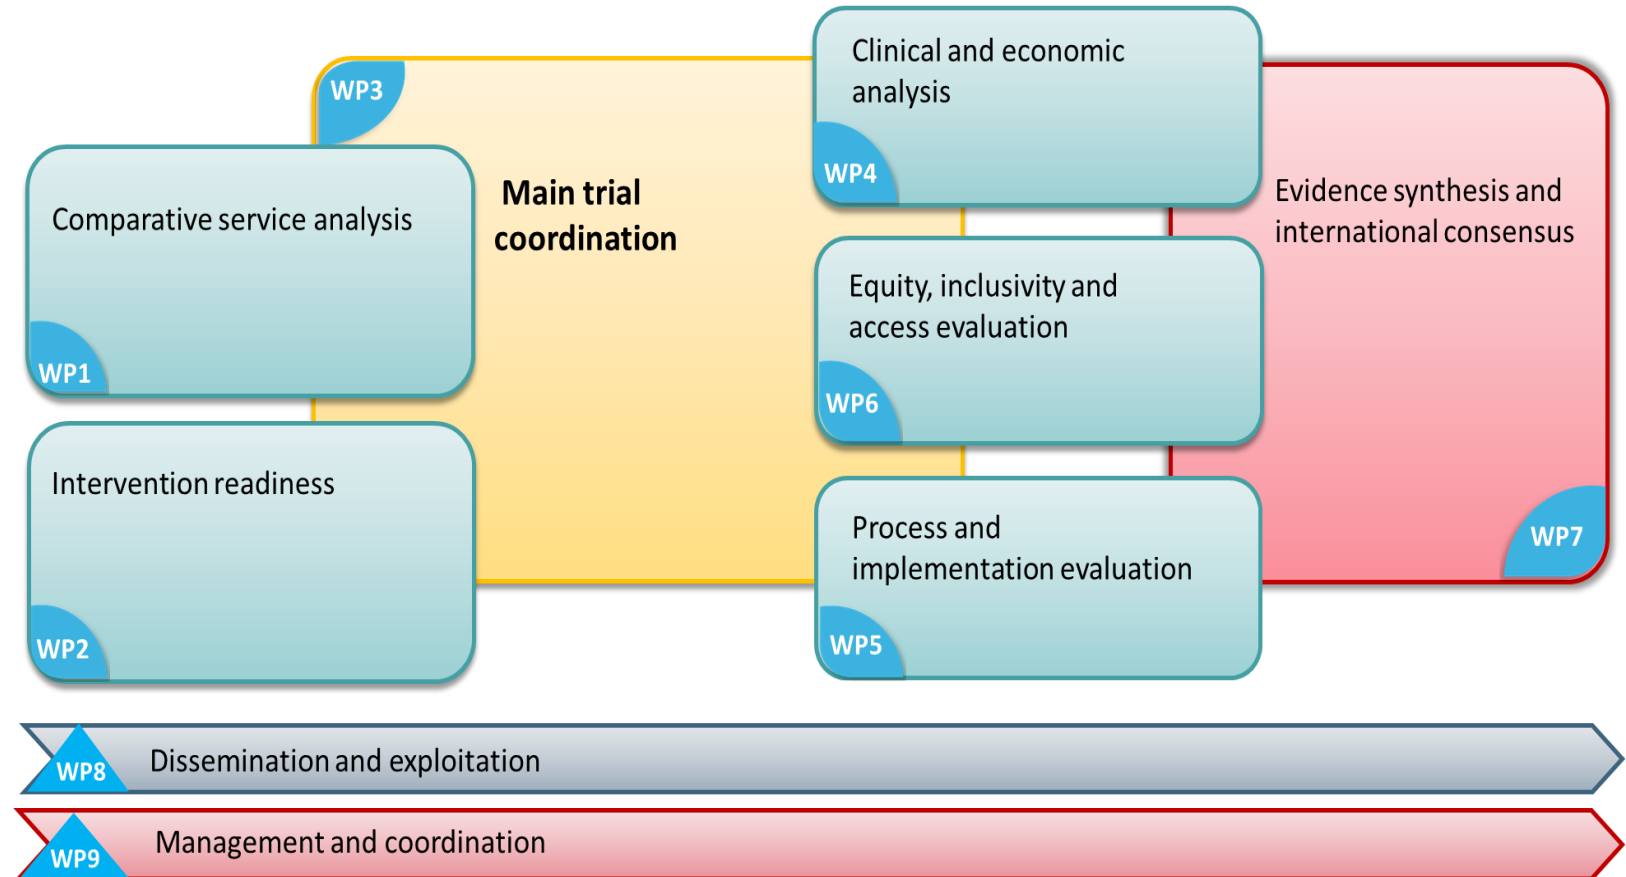 WP3
Main trial
coordination
Comparative service analysis
WP1
Intervention readiness
WP2
Clinical and economic
analysis
WP4
Equity, inclusivity and
access evaluation
WP6
Process and
implementation evaluation
WP5
Evidence synthesis and
international consensus
WP7
WP8
Dissemination and exploitation
WP9
Management and coordination